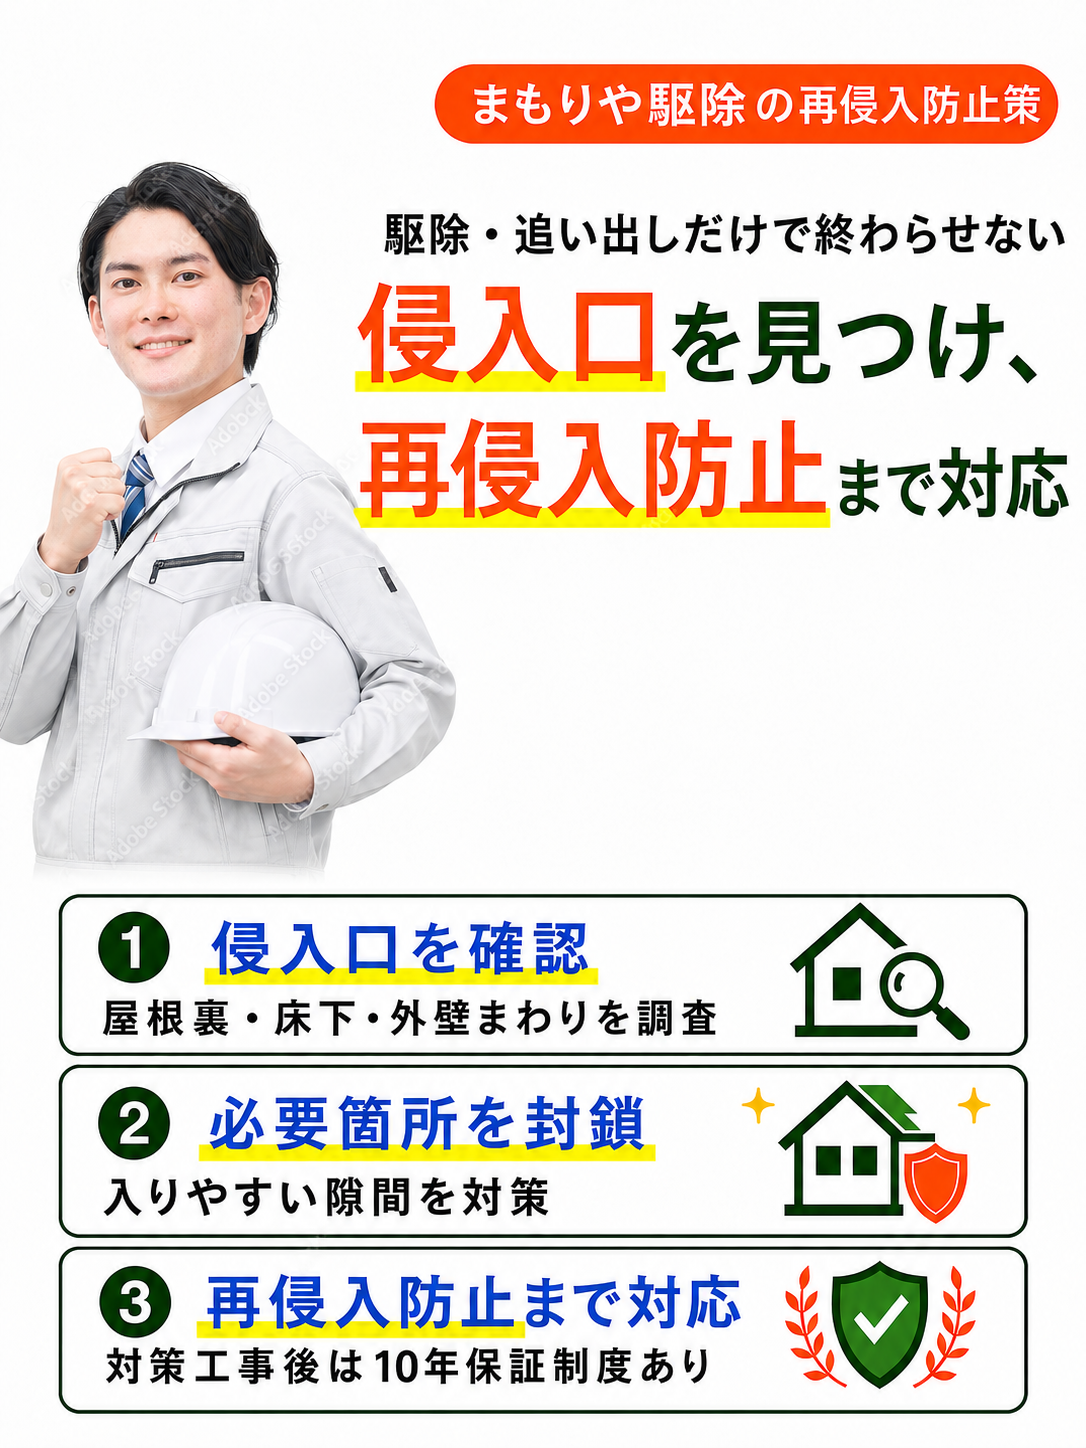 まもりや駆除の再侵入防止策
駆除・追い出しだけで終わらせない
侵入口を見つけ、
再侵入防止まで対応
1 侵入口を確認
屋根裏・床下・外壁まわりを調査
2 必要箇所を封鎖
入りやすい隙間を対策
3 再侵入防止まで対応
対策工事後は10年保証制度あり
Adobe Stock